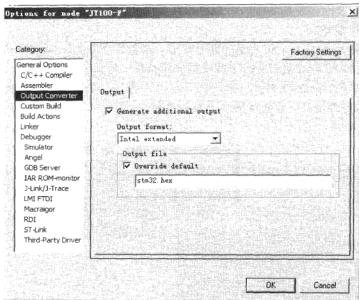 Options for node "JT100-F"
Category:
Factory Settings
General Options
C/C++ Compiler
Assembler
Output Converter
Custom Build
Build Actions
Linker
Debugger
Simulator
Angel
GDB Server
IAR ROM-monitor
J-Link/J-Trace
LMI FTDI
Macraigor
RDI
ST-Link
Third-Party Driver
Output
Generate additional output
Output format:
Intel extended
Output file
Override default
stm32.hex
OK
Cancel